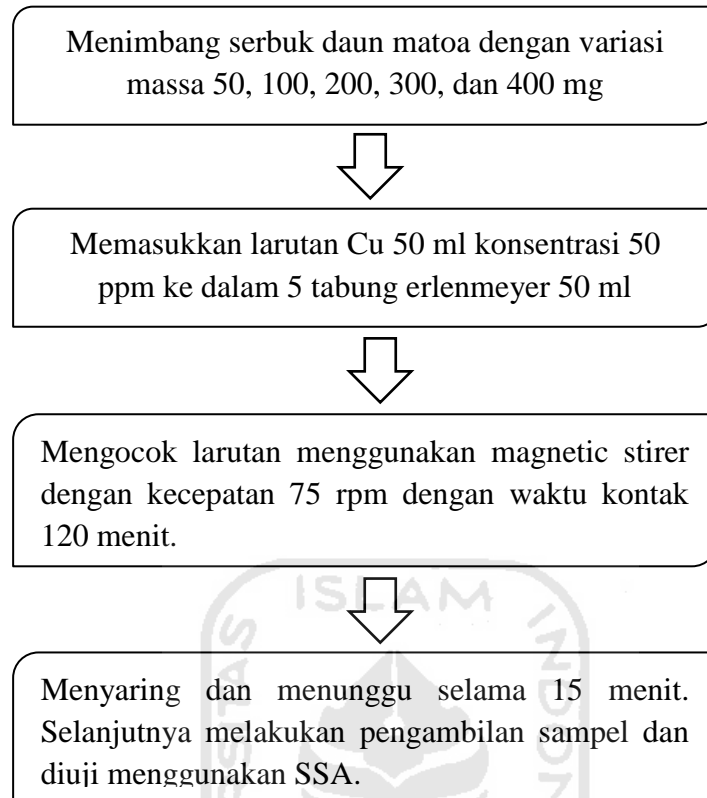 Menimbang serbuk daun matoa dengan variasi
massa 50, 100, 200, 300, dan 400 mg
Memasukkan larutan Cu 50 ml konsentrasi 50
ppm ke dalam 5 tabung erlenmeyer 50 ml
Mengocok larutan menggunakan magnetic stirer
dengan kecepatan 75 rpm dengan waktu kontak
120 menit.
ISLAM
Menyaring dan menunggu selama 15 menit.
Selanjutnya melakukan pengambilan sampel dan
diuji menggunakan SSA.